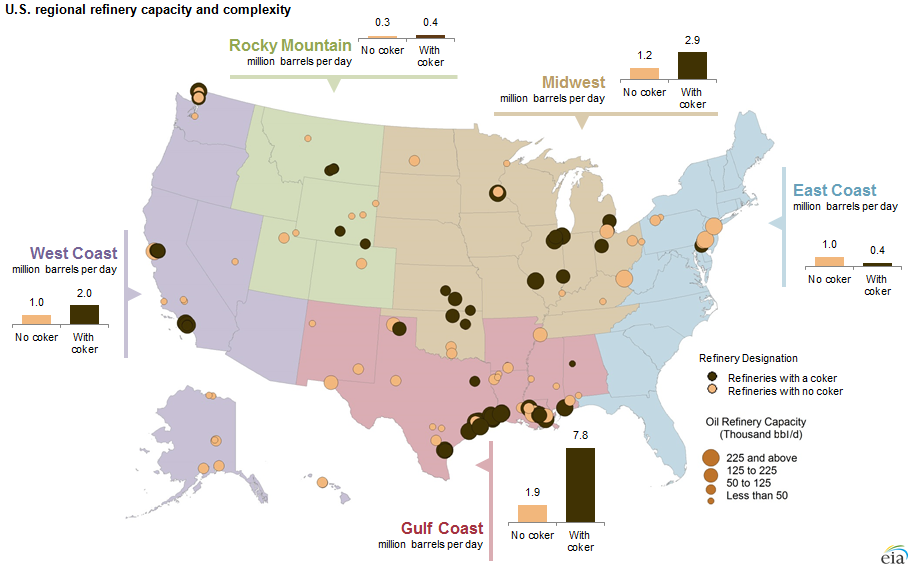 U.S. regional refinery capacity and complexity
Rocky Mountain
million barrels per day
0.3 0.4
No coker With coker
Midwest
million barrels per day
1.2 2.9
No coker With coker
East Coast
million barrels per day
1.0 0.4
No coker With coker
West Coast
million barrels per day
1.0 2.0
No coker With coker
Refinery Designation
Refineries with a coker
Refineries with no coker
Oil Refinery Capacity
(Thousand bbl/d)
225 and above
125 to 225
50 to 125
Less than 50
Gulf Coast
million barrels per day
1.9 7.8
No coker With coker
eia